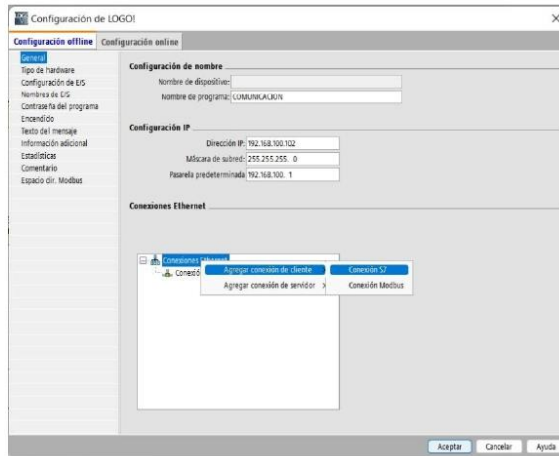 Configuración de LOGO!
Configuración offline Configuración online
General
Tipo de hardware
Configuración de E/S
Nombres de E/S
Contraseña del programa
Encendido
Texto del mensaje
Información adicional
Estadísticas
Comentario
Espacio dir. Modbus
Configuración de nombre
Nombre de dispositivo:
Nombre de programa: COMUNICACION
Configuración IP
Dirección IP: 192.168.100.102
Máscara de subred: 255.255.255. 0
Pasarela predeterminada 192.168.100. 1
Conexiones Ethernet
Conexiones Ethernet
Agregar conexión de cliente
Conexión S7
Conexió
Agregar conexión de servidor
Conexión Modbus
Aceptar Cancelar Ayuda